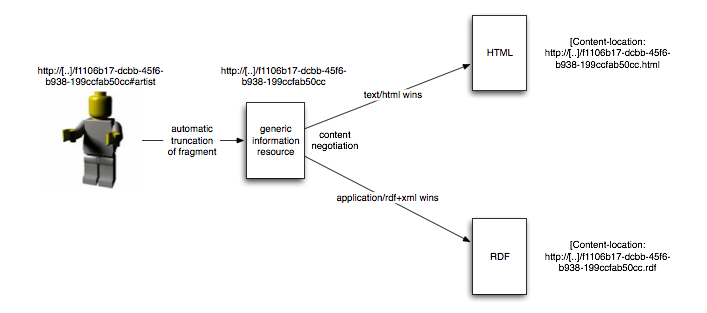 http://[..]/f1106b17-dcbb-45f6-
b938-199ccfab50cc#artist
http://[..]/f1106b17-dcbb-45f6-
b938-199ccfab50cc
automatic
truncation
of fragment
generic
information
resource
content
negotiation
text/html wins
application/rdf+xml wins
HTML
[Content-location:
http://[..]/f1106b17-dcbb-45f6-
b938-199ccfab50cc.html
RDF
[Content-location:
http://[..]/f1106b17-dcbb-45f6-
b938-199ccfab50cc.rdf